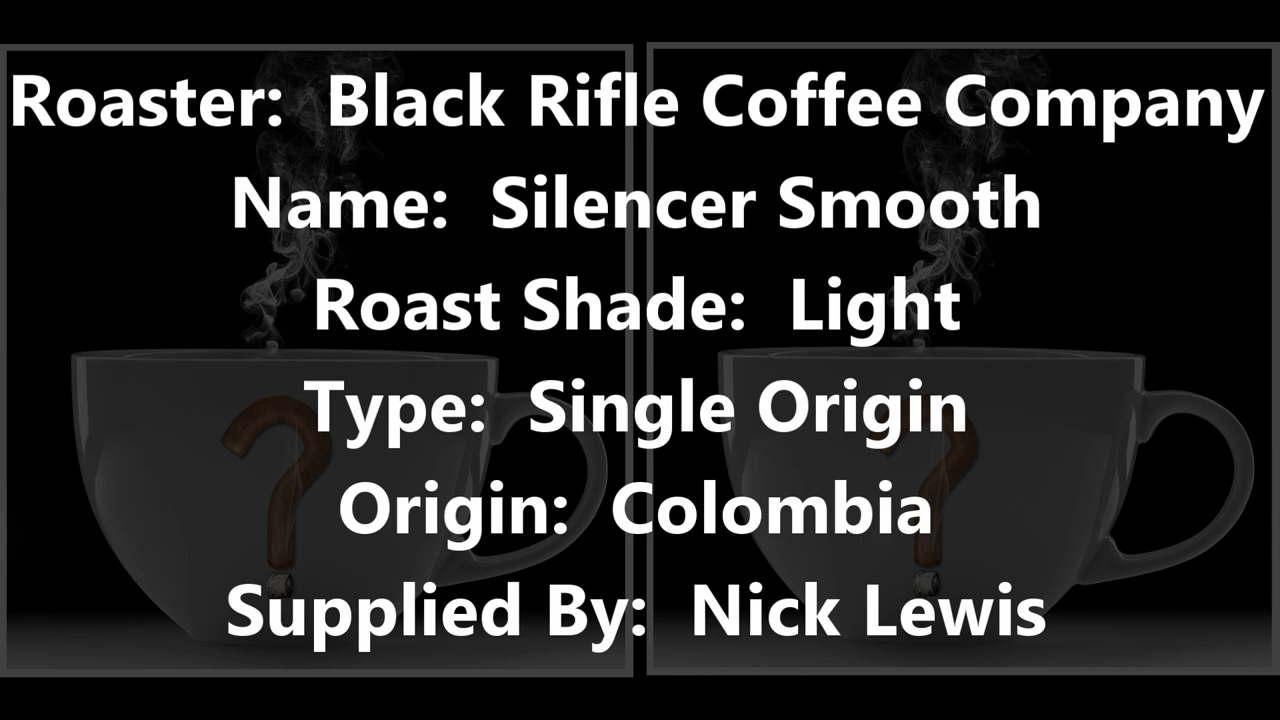 Roaster:  Black Rifle Coffee Company
Name:  Silencer Smooth
Roast Shade:  Light
Type:  Single Origin
Origin:  Colombia
Supplied By:  Nick Lewis